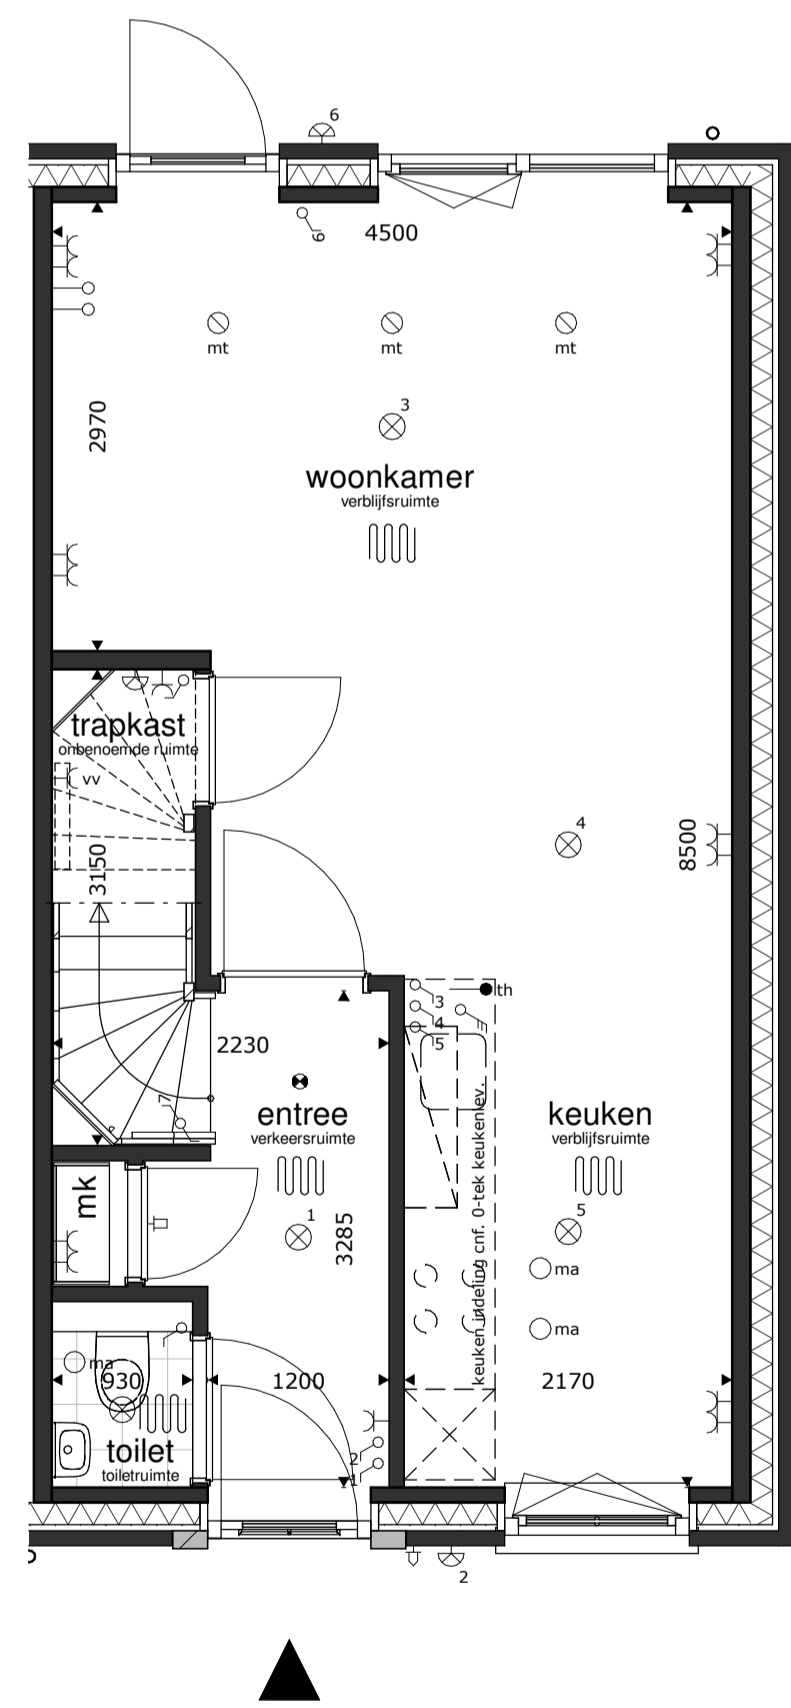 6
6
4500
mt
mt
mt
2970
3
woonkamer
verblijfsruimte
trapkast
onbenoemde ruimte
vv
3150
4
8500
th
3
4
5
2230
7
entree
verkeersruimte
keuken
verblijfsruimte
keuken indeling cnf. 0-tek keukenlev.
mk
1
3285
5
ma
ma
ma
930
1200
2170
toilet
toiletruimte
2
1
2